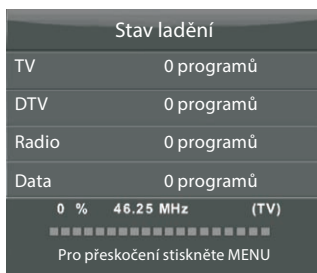 Stav ladění
TV 0 programů
DTV 0 programů
Radio 0 programů
Data 0 programů
0 % 46.25 MHz (TV)
Pro přeskočení stiskněte MENU